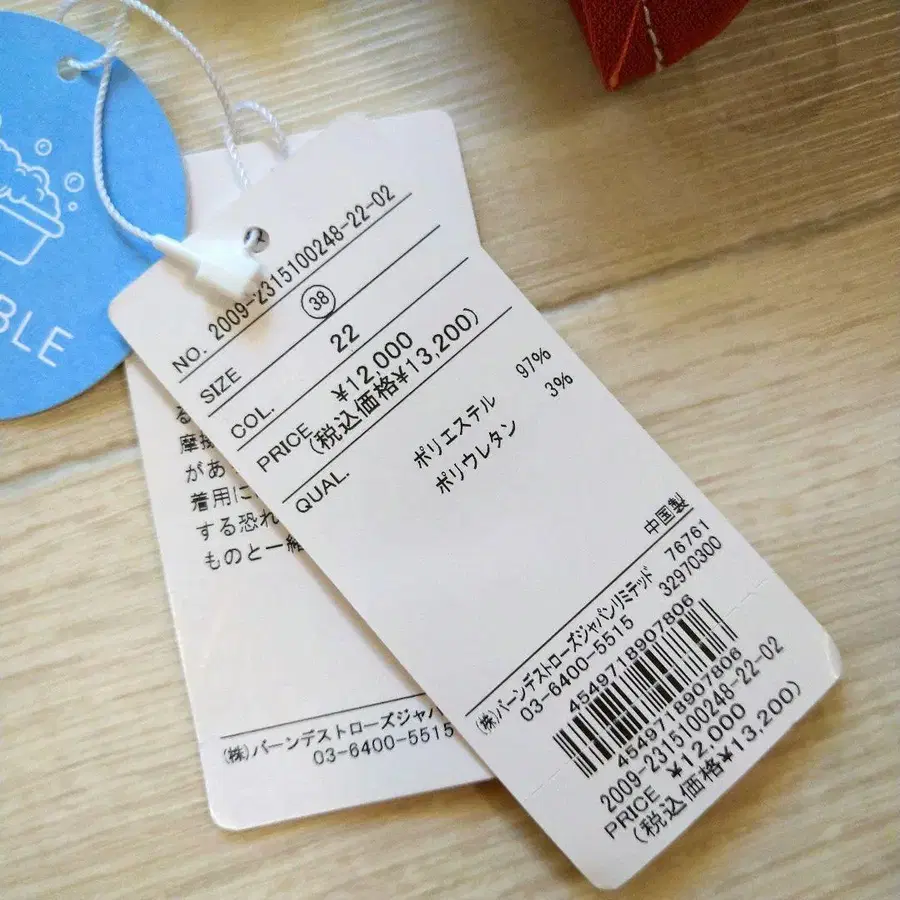 BLE
NO. 2009-2315100248-22-02
SIZE 38
COL. 22
PRICE ¥12,000
(税込価格¥13,200)
QUAL. ポリエステル 97%
ポリウレタン 3%
中国製
(株)バーンデストローズジャパンリミテッド 76761
03-6400-5515 32970300
4549718907806
4549718907806
2009-2315100248-22-02
PRICE ¥12,000
(税込価格¥13,200)
る
摩擦
があ
着用に
する恐れ
ものと一緒
(株)バーンデストローズジャパ
03-6400-5515